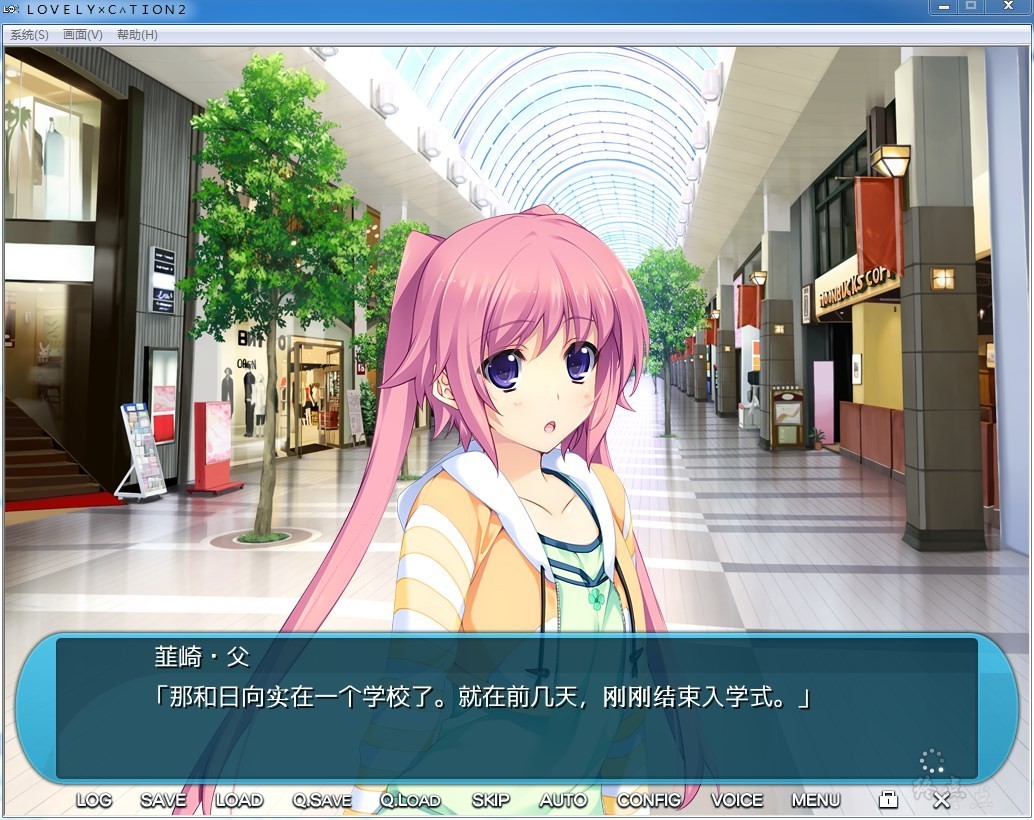 LOVELY×CATION2
系统(S) 画面(V) 帮助(H)
OPEN
韮崎・父
「那和日向实在一个学校了。就在前几天，刚刚结束入学式。」
LOG SAVE LOAD Q.SAVE Q.LOAD SKIP AUTO CONFIG VOICE MENU